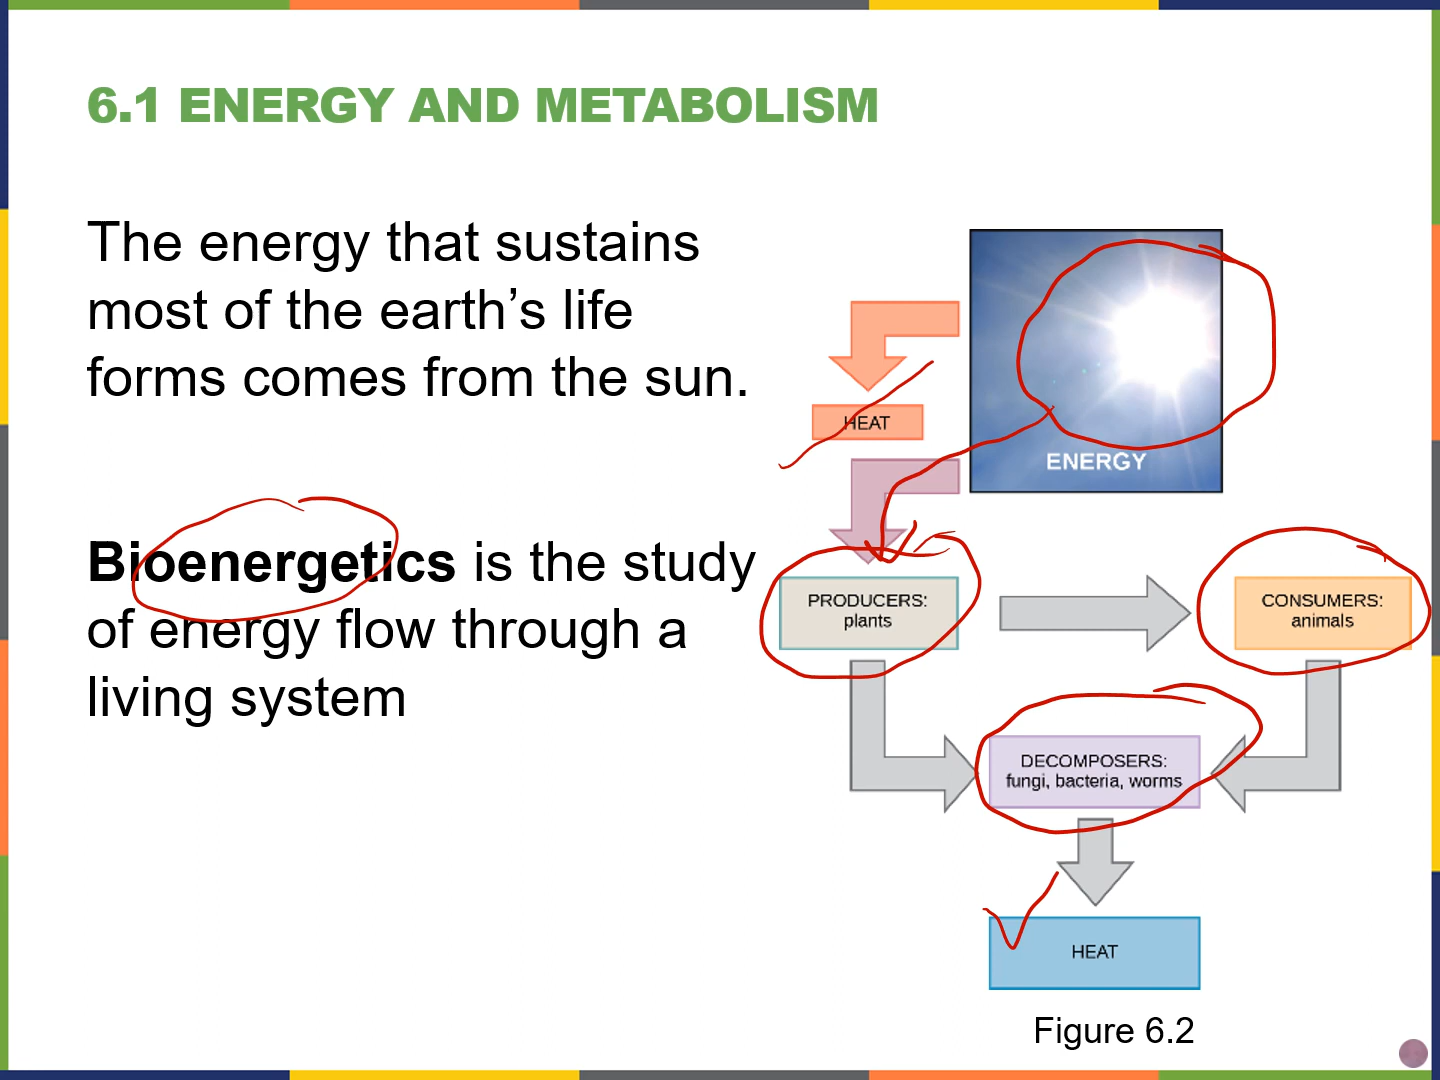 6.1 ENERGY AND METABOLISM
The energy that sustains
most of the earth’s life
forms comes from the sun.
Bioenergetics is the study
of energy flow through a
living system
HEAT
ENERGY
PRODUCERS:
plants
CONSUMERS:
animals
DECOMPOSERS:
fungi, bacteria, worms
HEAT
Figure 6.2